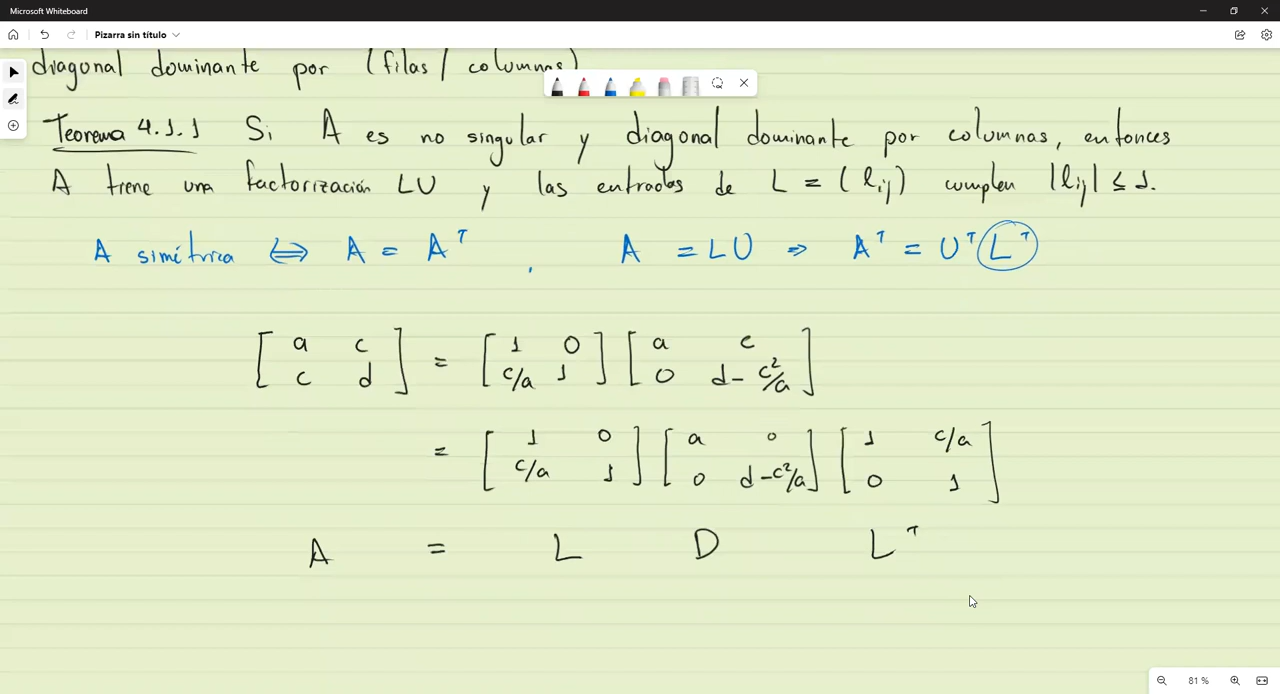 Microsoft Whiteboard
Pizarra sin título
diagonal dominante por (filas / columnas)
Teorema 4.1.1 Si A es no singular y diagonal dominante por columnas, entonces
A tiene una factorización LU y las entradas de L = (lij) cumplen |lij| ≤ 1.
A simétrica ⟺ A = Aᵀ , A = LU ⇒ Aᵀ = Uᵀ Lᵀ
[ a c ; c d ] = [ 1 0 ; c/a 1 ] [ a c ; 0 d - c²/a ]
= [ 1 0 ; c/a 1 ] [ a 0 ; 0 d - c²/a ] [ 1 c/a ; 0 1 ]
A = L D Lᵀ
81 %